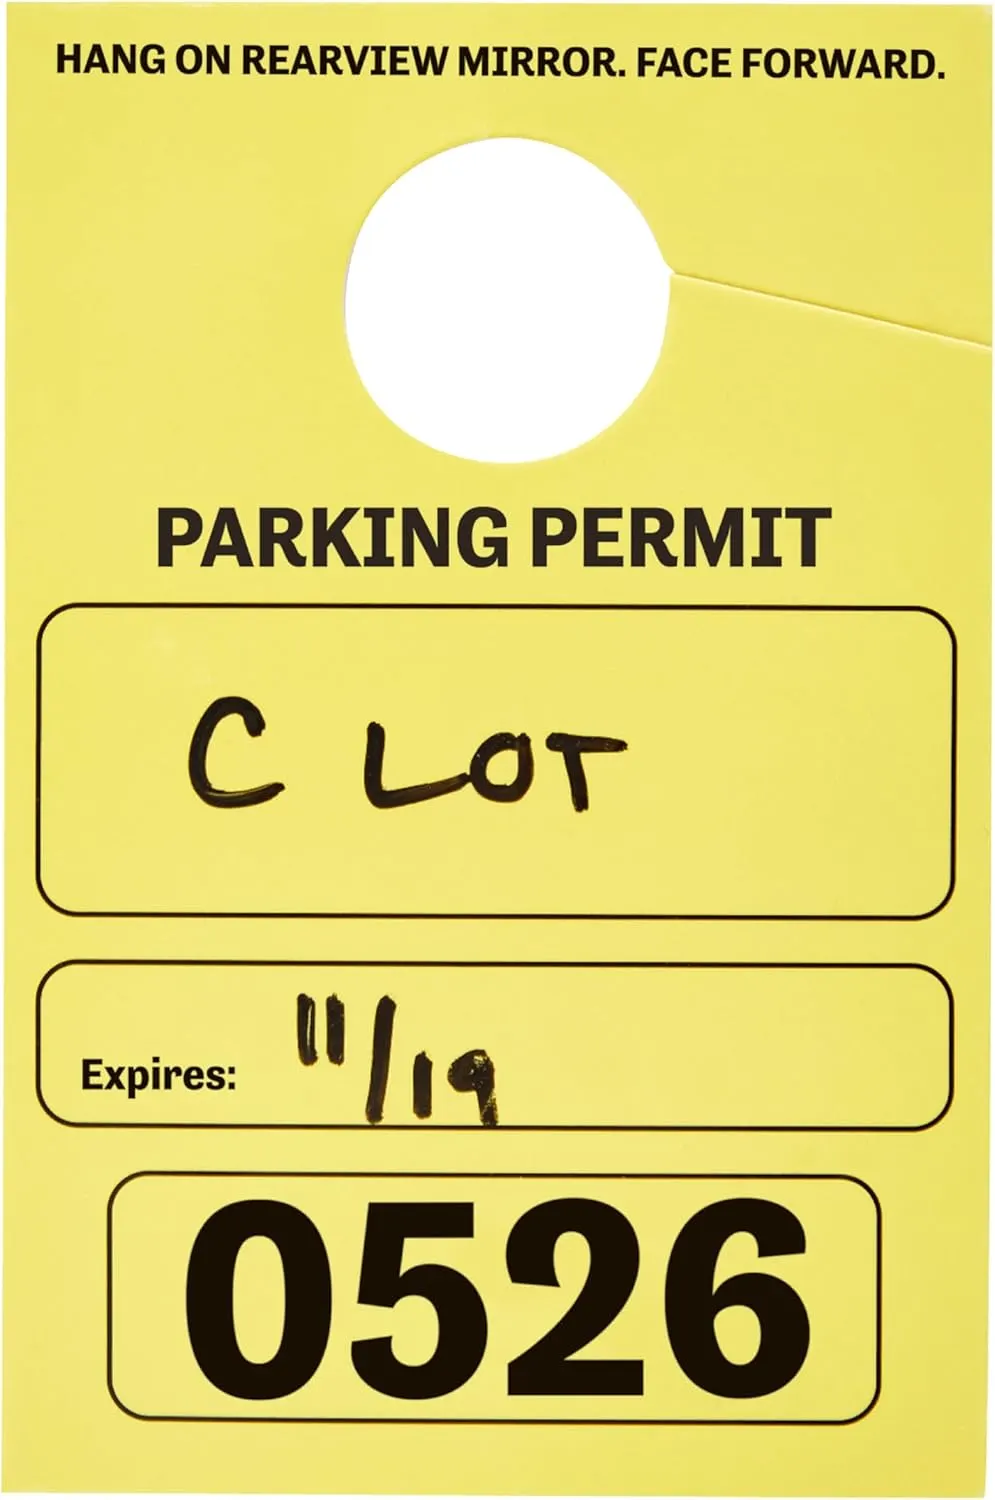 HANG ON REARVIEW MIRROR. FACE FORWARD.
PARKING PERMIT
C LOT
Expires: 11/19
0526